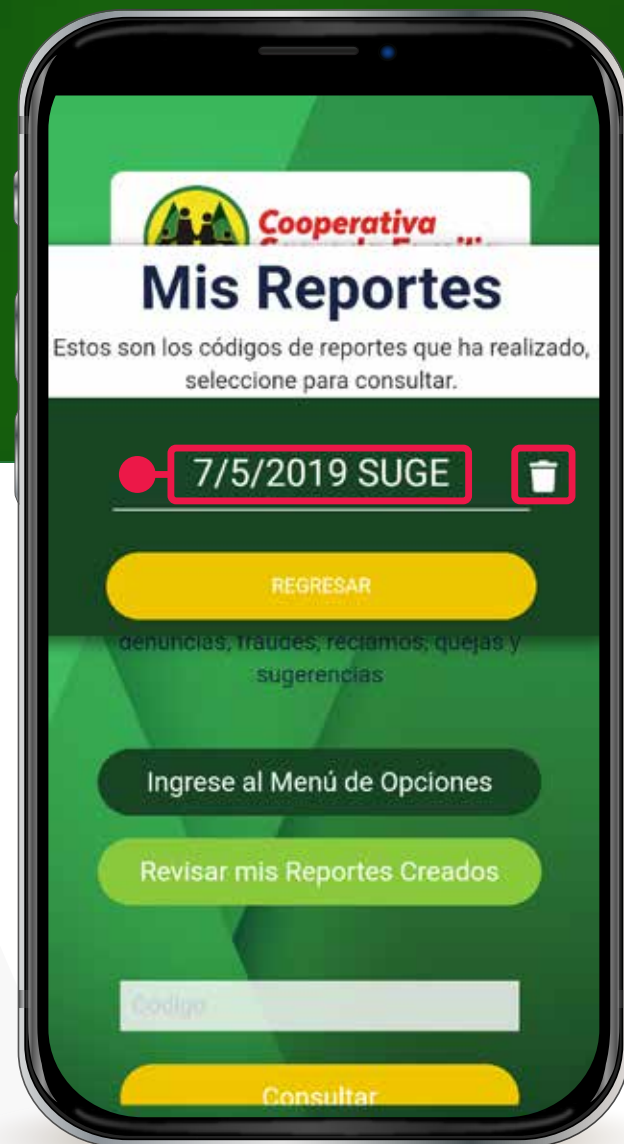 Cooperativa
Mis Reportes
Estos son los códigos de reportes que ha realizado,
seleccione para consultar.
7/5/2019 SUGE
REGRESAR
denuncias, fraudes, reclamos, quejas y
sugerencias
Ingrese al Menú de Opciones
Revisar mis Reportes Creados
Código
Consultar